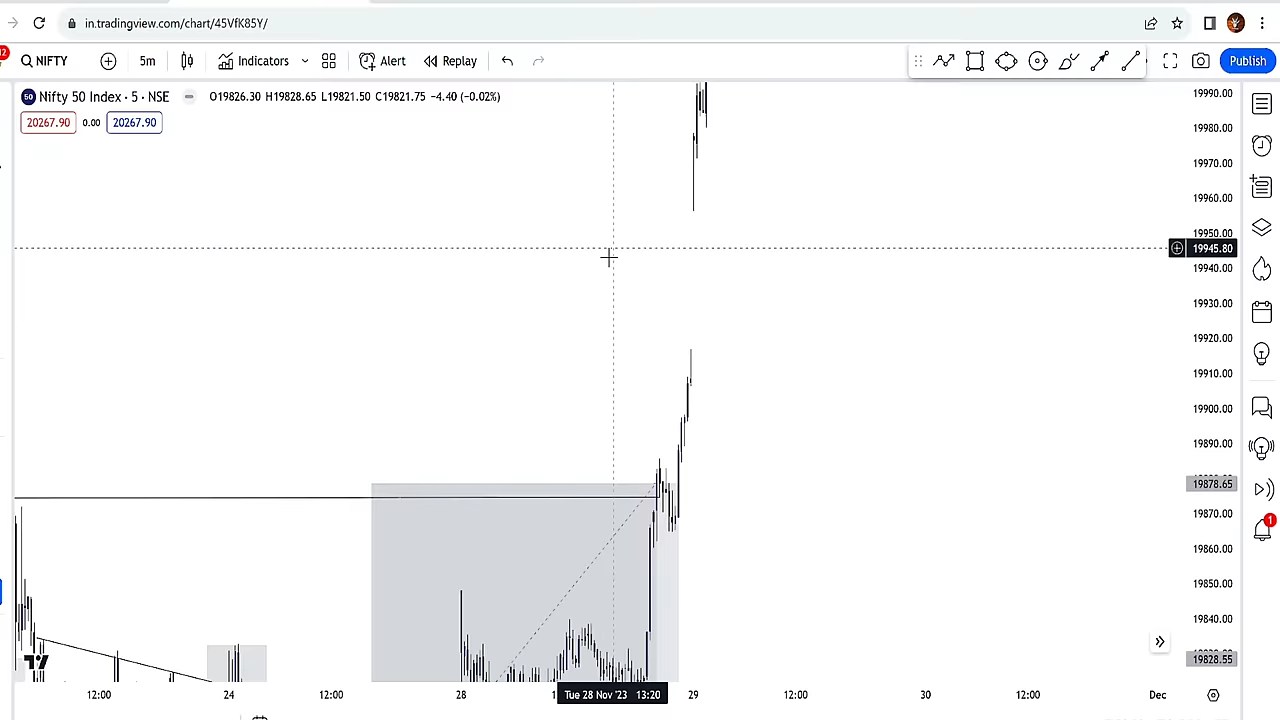 in.tradingview.com/chart/45VfK85Y/
12
NIFTY
5m
Indicators
Alert
Replay
Publish
50 Nifty 50 Index · 5 · NSE
O19826.30 H19828.65 L19821.50 C19821.75 −4.40 (−0.02%)
20267.90
0.00
20267.90
19990.00
19980.00
19970.00
19960.00
19950.00
19945.80
19940.00
19930.00
19920.00
19910.00
19900.00
19890.00
19878.65
19870.00
19860.00
19850.00
19840.00
19828.55
1
12:00
24
12:00
28
Tue 28 Nov '23 13:20
29
12:00
30
12:00
Dec